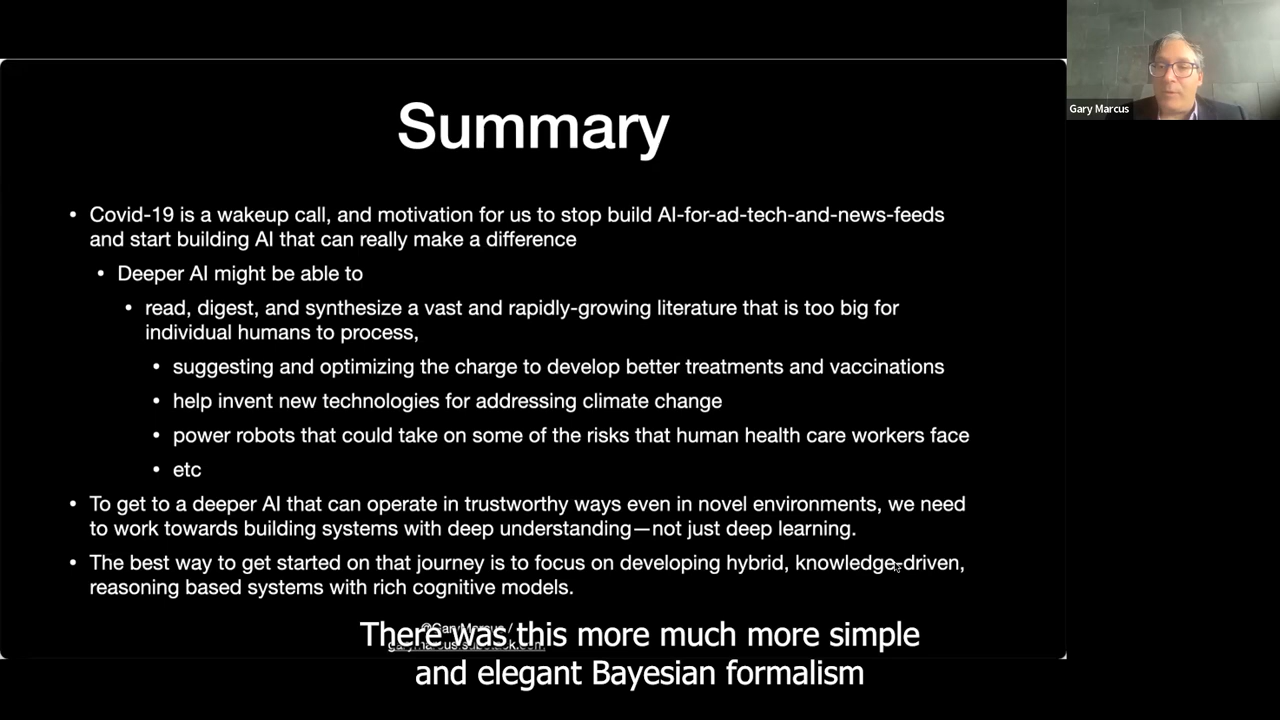 Summary
• Covid-19 is a wakeup call, and motivation for us to stop build AI-for-ad-tech-and-news-feeds
and start building AI that can really make a difference
• Deeper AI might be able to
• read, digest, and synthesize a vast and rapidly-growing literature that is too big for
individual humans to process,
• suggesting and optimizing the charge to develop better treatments and vaccinations
• help invent new technologies for addressing climate change
• power robots that could take on some of the risks that human health care workers face
• etc
• To get to a deeper AI that can operate in trustworthy ways even in novel environments, we need
to work towards building systems with deep understanding—not just deep learning.
• The best way to get started on that journey is to focus on developing hybrid, knowledge-driven,
reasoning based systems with rich cognitive models.
@GaryMarcus /
garymarcus.substack.com
There was this more much more simple
and elegant Bayesian formalism
Gary Marcus